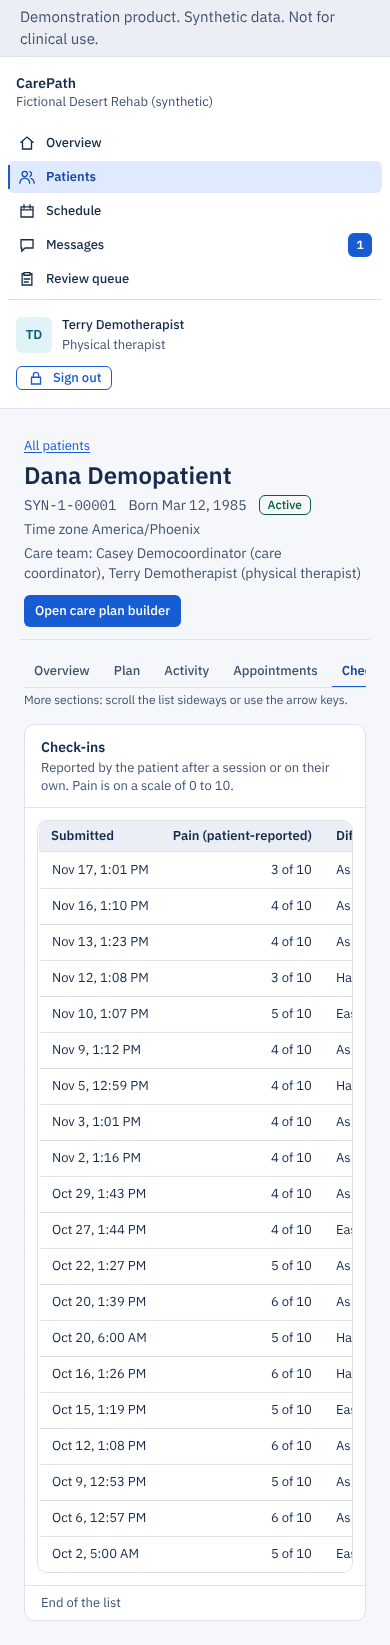 Demonstration product. Synthetic data. Not for
clinical use.
CarePath
Fictional Desert Rehab (synthetic)
Overview
Patients
Schedule
Messages 1
Review queue
TD
Terry Demotherapist
Physical therapist
Sign out
All patients
Dana Demopatient
SYN-1-00001 Born Mar 12, 1985 Active
Time zone America/Phoenix
Care team: Casey Democoordinator (care
coordinator), Terry Demotherapist (physical therapist)
Open care plan builder
Overview Plan Activity Appointments
More sections: scroll the list sideways or use the arrow keys.
Check-ins
Reported by the patient after a session or on their
own. Pain is on a scale of 0 to 10.
Submitted Pain (patient-reported)
Nov 17, 1:01 PM 3 of 10 As
Nov 16, 1:10 PM 4 of 10 As
Nov 13, 1:23 PM 4 of 10 As
Nov 12, 1:08 PM 3 of 10
Nov 10, 1:07 PM 5 of 10
Nov 9, 1:12 PM 4 of 10 As
Nov 5, 12:59 PM 4 of 10
Nov 3, 1:01 PM 4 of 10 As
Nov 2, 1:16 PM 4 of 10 As
Oct 29, 1:43 PM 4 of 10 As
Oct 27, 1:44 PM 4 of 10
Oct 22, 1:27 PM 5 of 10 As
Oct 20, 1:39 PM 6 of 10 As
Oct 20, 6:00 AM 5 of 10
Oct 16, 1:26 PM 6 of 10
Oct 15, 1:19 PM 5 of 10
Oct 12, 1:08 PM 6 of 10 As
Oct 9, 12:53 PM 5 of 10 As
Oct 6, 12:57 PM 6 of 10 As
Oct 2, 5:00 AM 5 of 10
End of the list